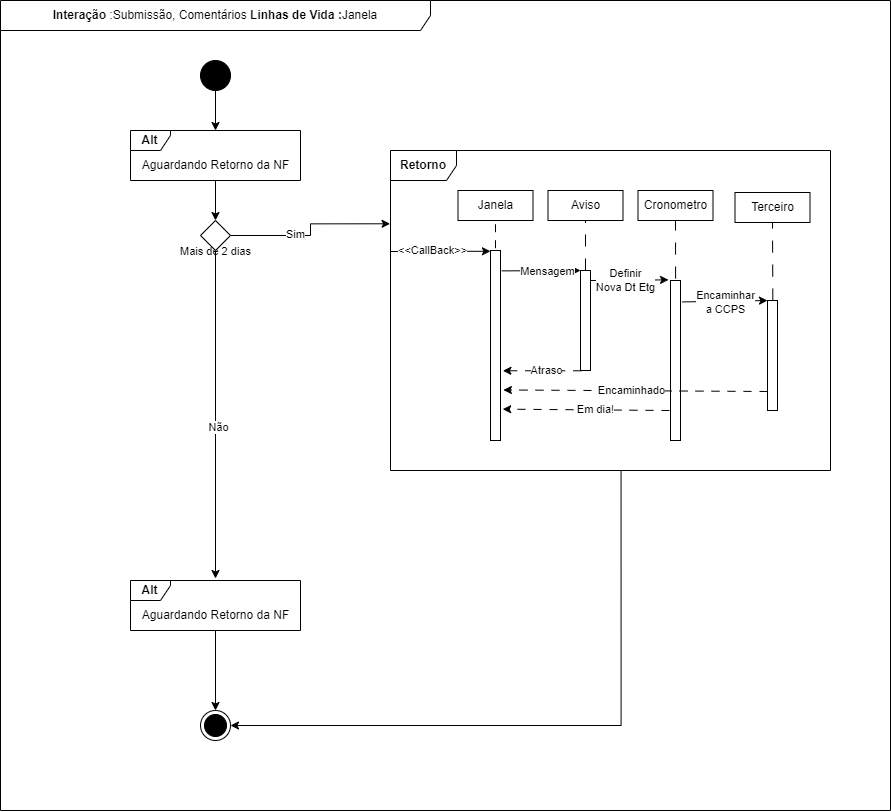 Interação :Submissão, Comentários Linhas de Vida :Janela
Alt
Aguardando Retorno da NF
Retorno
Janela
Aviso
Cronometro
Terceiro
Sim
Mais de 2 dias
<<CallBack>>
Mensagem
Definir
Nova Dt Etg
Encaminhar
a CCPS
Atraso
Encaminhado
Em dia!
Não
Alt
Aguardando Retorno da NF